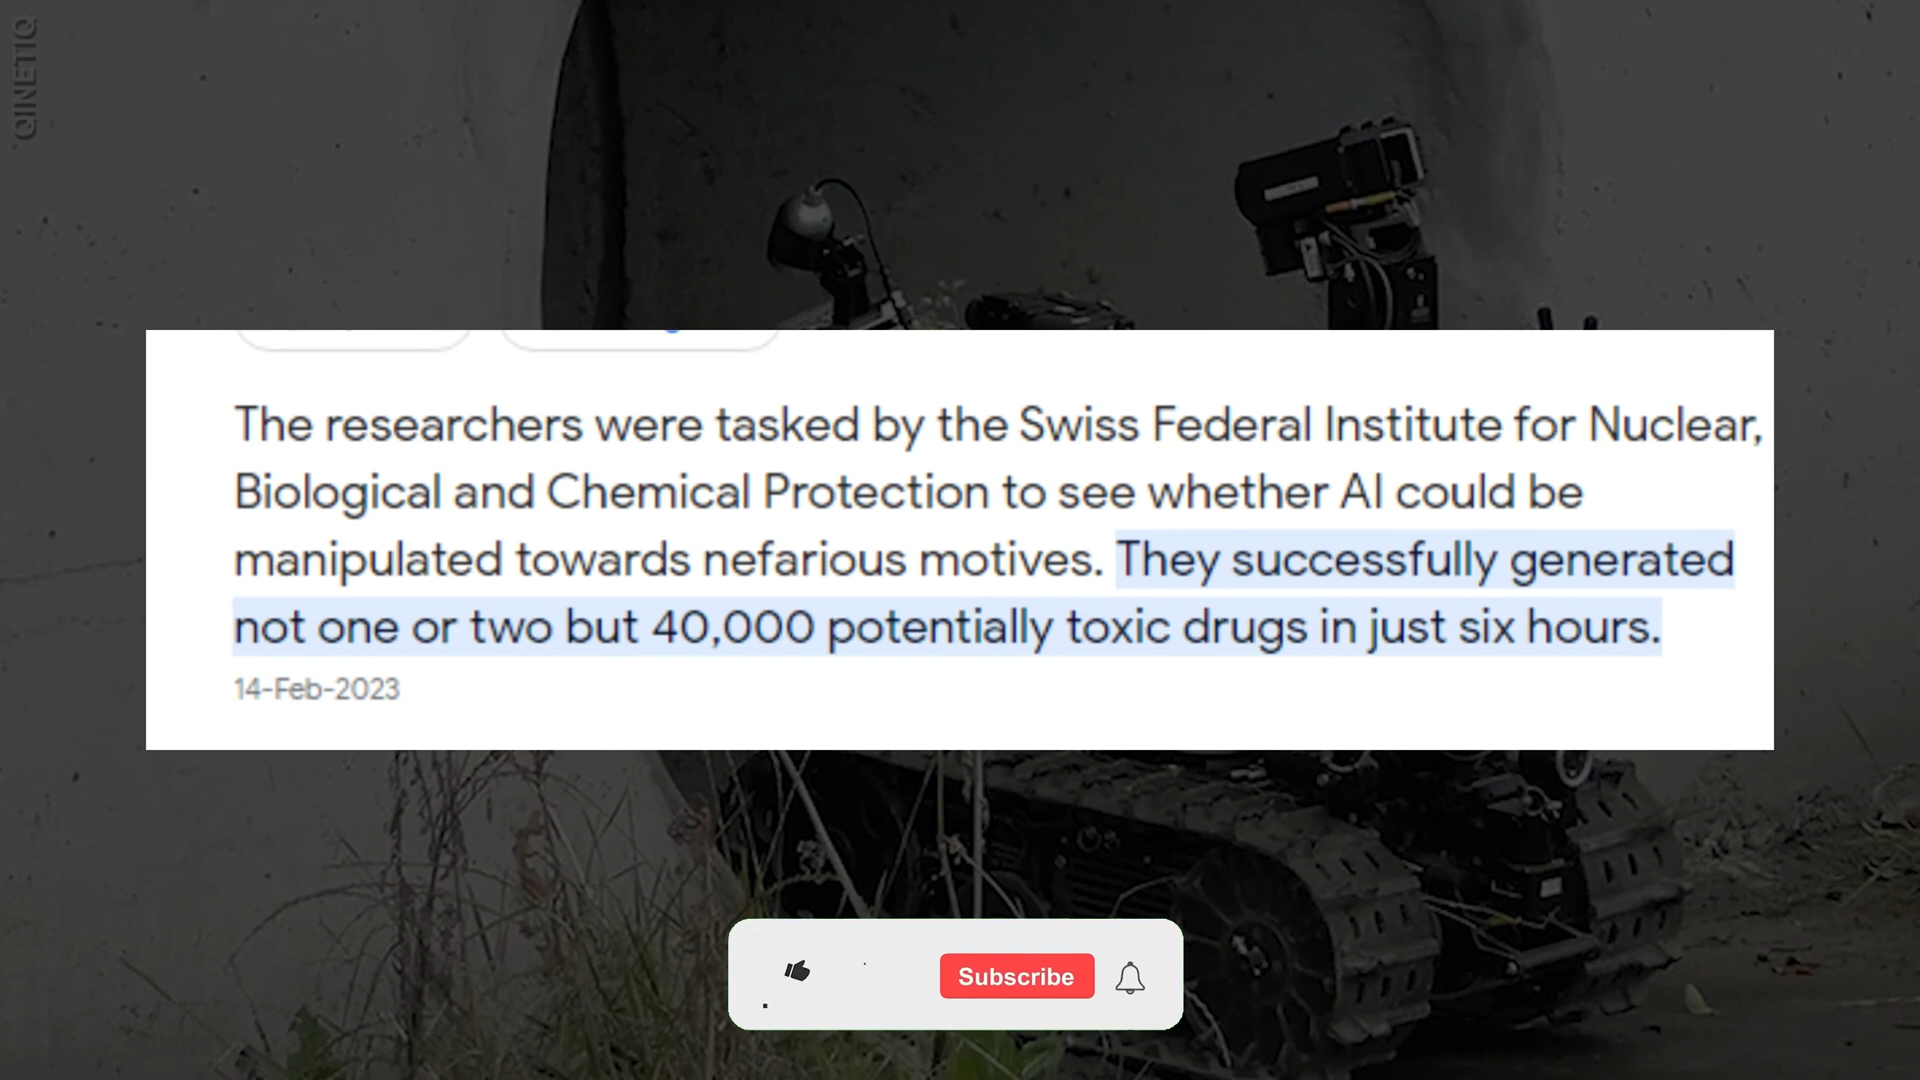 QINETIQ
The researchers were tasked by the Swiss Federal Institute for Nuclear,
Biological and Chemical Protection to see whether AI could be
manipulated towards nefarious motives. They successfully generated
not one or two but 40,000 potentially toxic drugs in just six hours.
14-Feb-2023
Subscribe